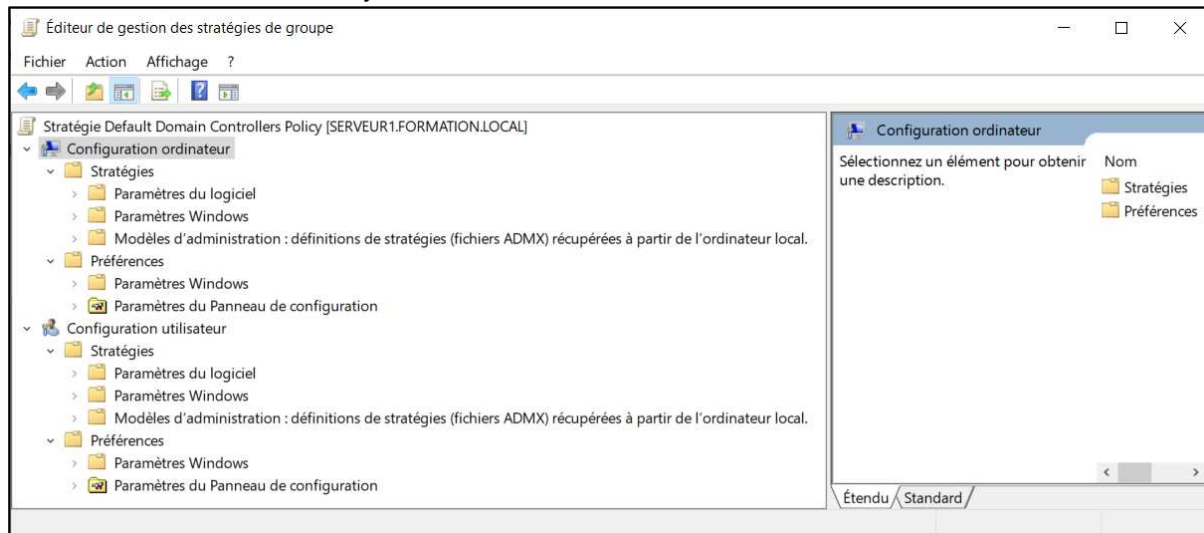 Éditeur de gestion des stratégies de groupe
Fichier Action Affichage ?
Stratégie Default Domain Controllers Policy [SERVEUR1.FORMATION.LOCAL]
Configuration ordinateur
Stratégies
Paramètres du logiciel
Paramètres Windows
Modèles d'administration : définitions de stratégies (fichiers ADMX) récupérées à partir de l'ordinateur local.
Préférences
Paramètres Windows
Paramètres du Panneau de configuration
Configuration utilisateur
Stratégies
Paramètres du logiciel
Paramètres Windows
Modèles d'administration : définitions de stratégies (fichiers ADMX) récupérées à partir de l'ordinateur local.
Préférences
Paramètres Windows
Paramètres du Panneau de configuration
Configuration ordinateur
Sélectionnez un élément pour obtenir
une description.
Nom
Stratégies
Préférences
Étendu Standard